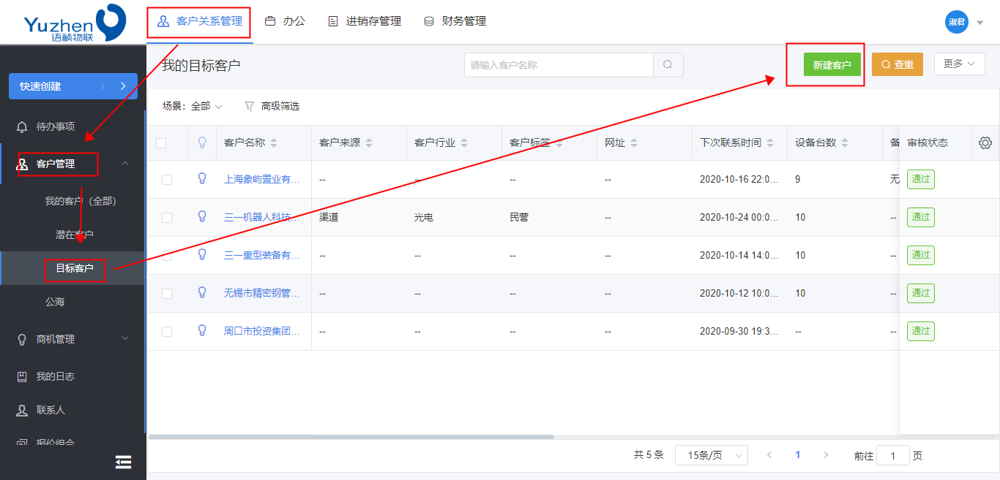 Yuzhen
语祯物联
客户关系管理 办公 进销存管理 财务管理
淑君
快速创建
待办事项
客户管理
我的客户（全部）
潜在客户
目标客户
公海
商机管理
我的日志
联系人
报价组合
我的目标客户
请输入客户名称
新建客户 查重 更多
场景: 全部 高级筛选
客户名称 客户来源 客户行业 客户标签 网址 下次联系时间 设备台数 备 审核状态
上海象屿置业有... -- -- -- -- 2020-10-16 22:0... 9 无 通过
三一机器人科技... 渠道 光电 民营 -- 2020-10-24 00:0... 10 -- 通过
三一重型装备有... -- -- -- -- 2020-10-14 14:0... 10 -- 通过
无锡市精密钢管... -- -- -- -- 2020-10-12 10:0... 10 -- 通过
周口市投资集团... -- -- -- -- 2020-09-30 19:3... -- -- 通过
共 5 条 15条/页 1 前往 1 页